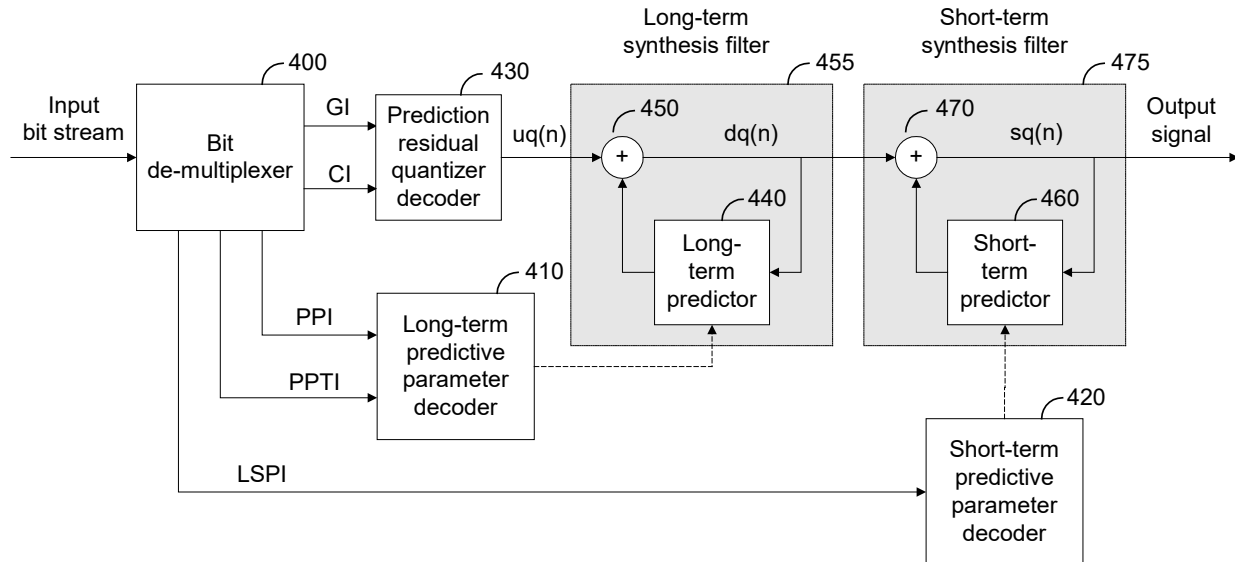 Long-term
synthesis filter
Short-term
synthesis filter
400
430
455
475
Input
bit stream
Bit
de-multiplexer
GI
CI
Prediction
residual
quantizer
decoder
uq(n)
450
+
dq(n)
470
+
sq(n)
Output
signal
440
Long-
term
predictor
460
Short-
term
predictor
410
PPI
PPTI
Long-term
predictive
parameter
decoder
420
LSPI
Short-term
predictive
parameter
decoder